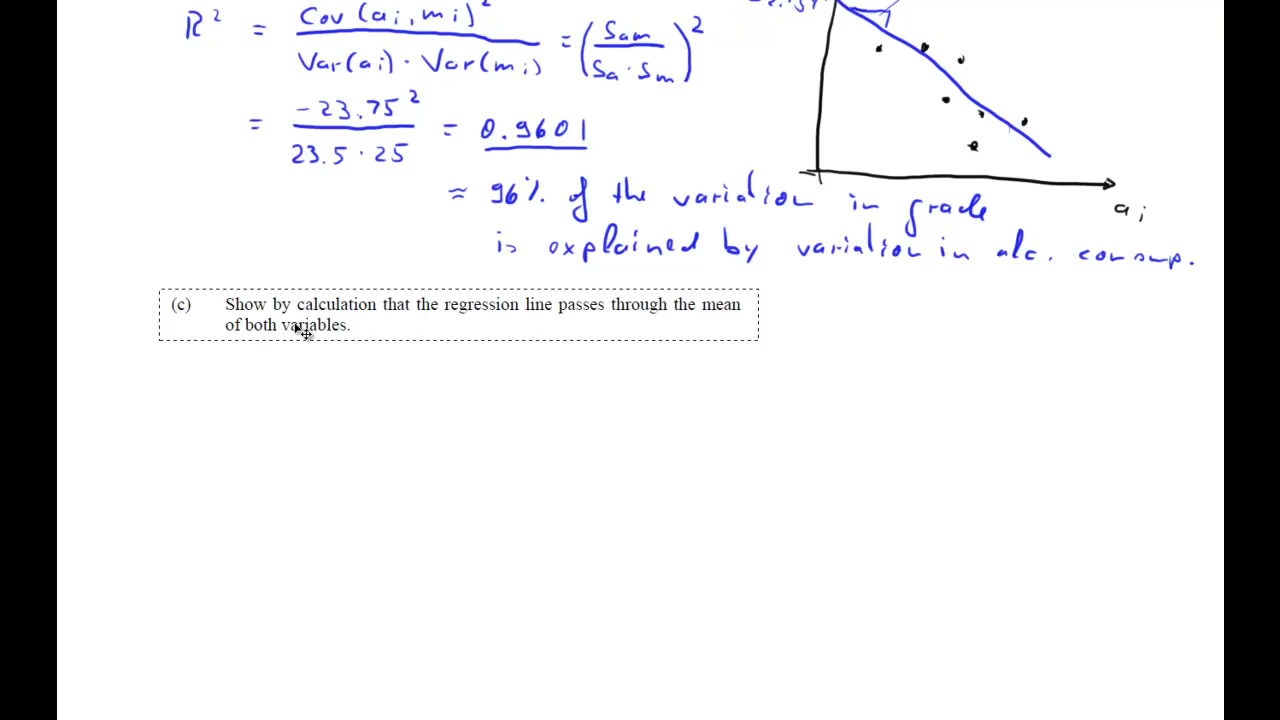 R² = Cov(ai, mi)² / Var(ai) · Var(mi) = (Sam / Sa · Sm)²
= -23.75² / 23.5 · 25 = 0.9601
≈ 96% of the variation in grade
is explained by variation in alc. consump.
ai
(c) Show by calculation that the regression line passes through the mean
of both variables.